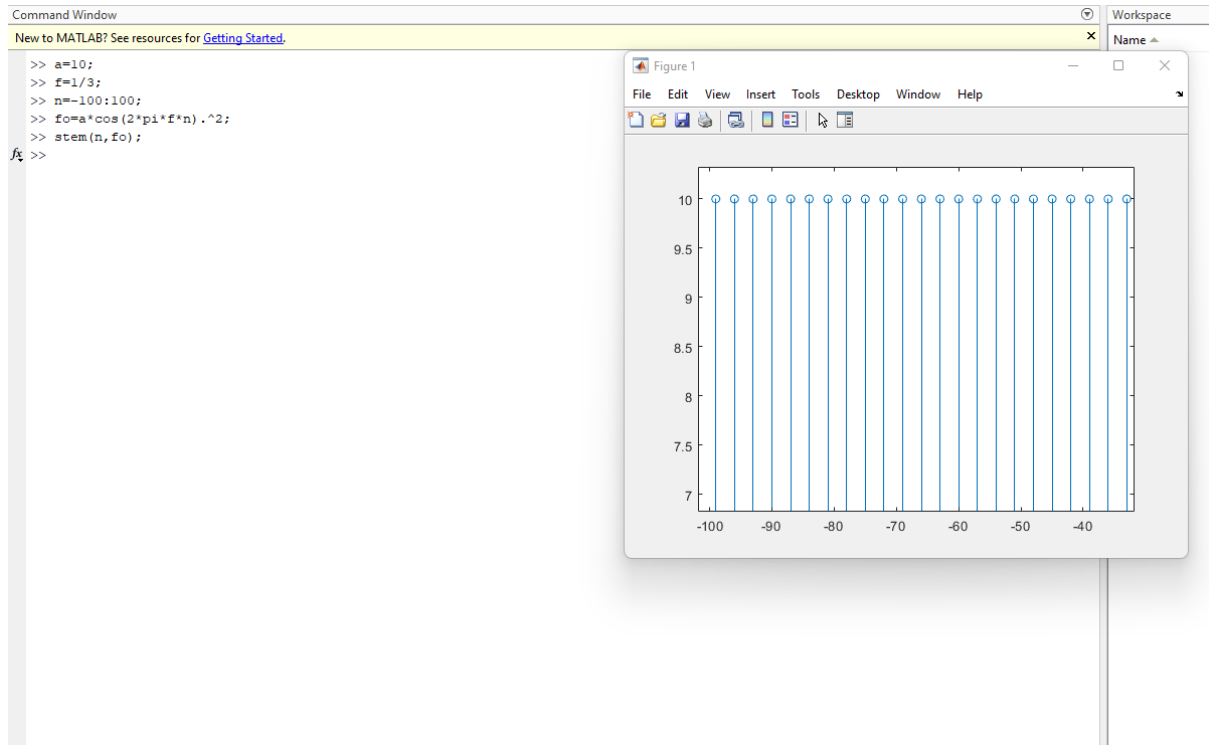 Command Window
Workspace
New to MATLAB? See resources for Getting Started.
Name
>> a=10;
>> f=1/3;
>> n=-100:100;
>> fo=a*cos(2*pi*f*n).^2;
>> stem(n,fo);
fx >>
Figure 1
File Edit View Insert Tools Desktop Window Help
10
9.5
9
8.5
8
7.5
7
-100 -90 -80 -70 -60 -50 -40